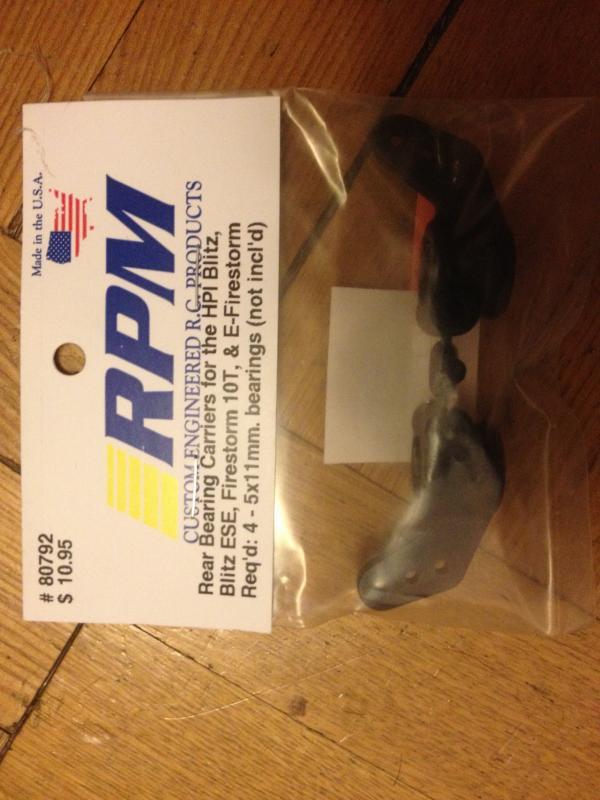 # 80792
$ 10.95
Made in the U.S.A.
RPM
CUSTOM ENGINEERED R.C. PRODUCTS
Rear Bearing Carriers for the HPI Blitz,
Blitz ESE, Firestorm 10T, & E-Firestorm
Req'd: 4 - 5x11mm. bearings (not incl'd)